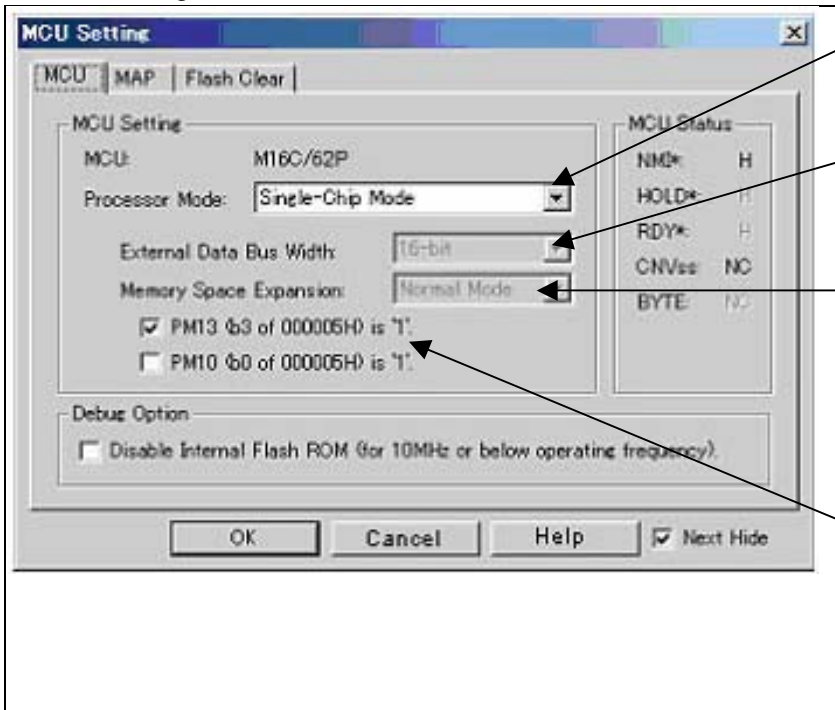 MCU Setting
MCU MAP Flash Clear
MCU Setting
MCU: M16C/62P
Processor Mode: Single-Chip Mode
External Data Bus Width: 16-bit
Memory Space Expansion: Normal Mode
PM13 (b3 of 000005H) is "1".
PM10 (b0 of 000005H) is "1".
MCU Status
NMI*: H
HOLD*: H
RDY*: H
CNVss: NC
BYTE: NC
Debug Option
Disable Internal Flash ROM (for 10MHz or below operating frequency).
OK Cancel Help Next Hide